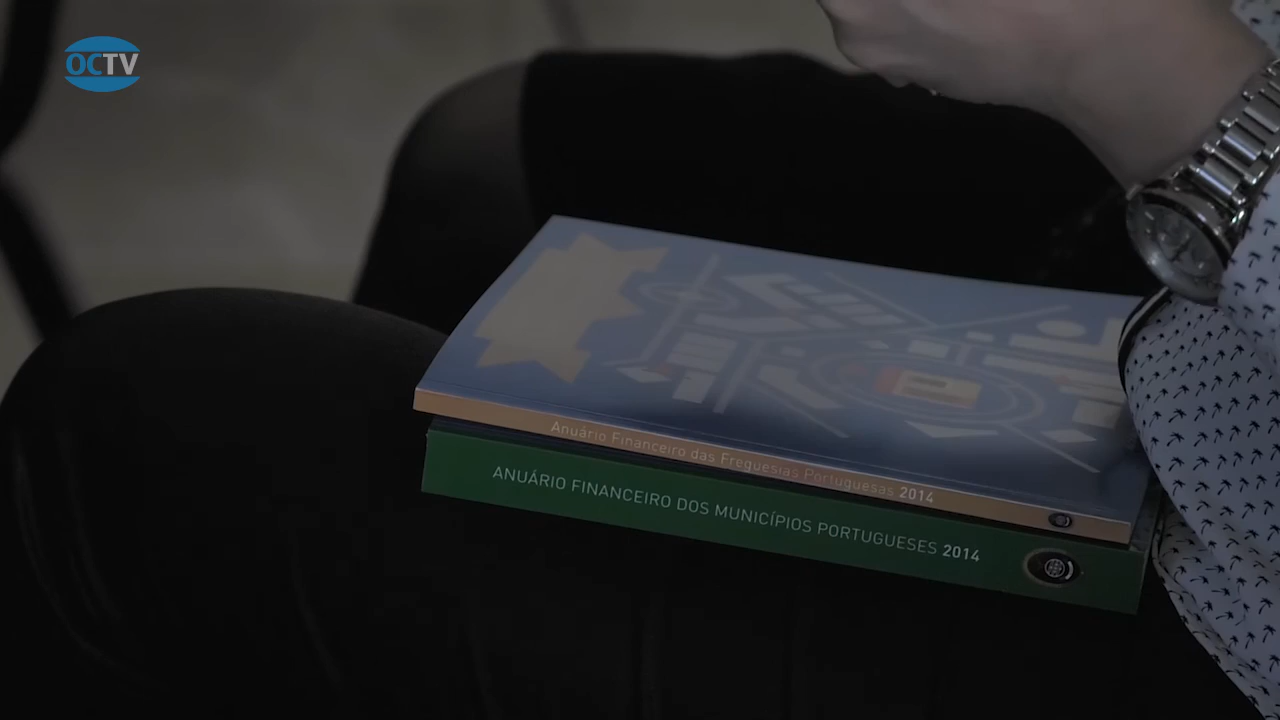 OCTV
Anuário Financeiro das Freguesias Portuguesas 2014
ANUÁRIO FINANCEIRO DOS MUNICÍPIOS PORTUGUESES 2014